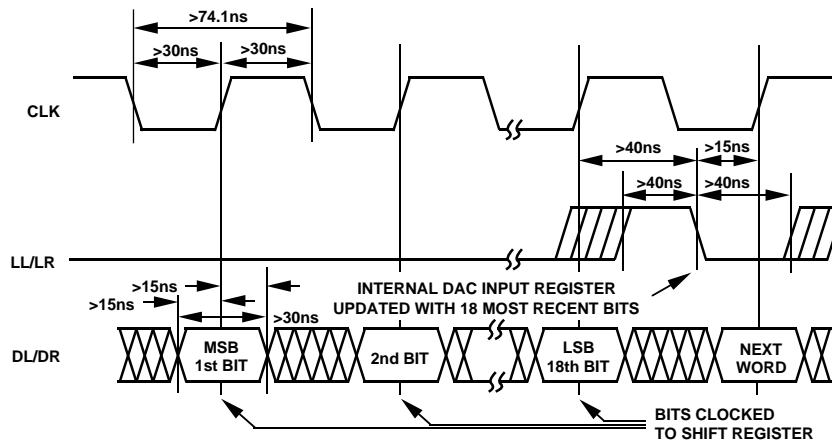 >74.1ns
>30ns >30ns
CLK
>40ns >15ns
>40ns >40ns
LL/LR
>15ns
>15ns
INTERNAL DAC INPUT REGISTER
UPDATED WITH 18 MOST RECENT BITS
>30ns
DL/DR
MSB
1st BIT
2nd BIT
LSB
18th BIT
NEXT
WORD
BITS CLOCKED
TO SHIFT REGISTER